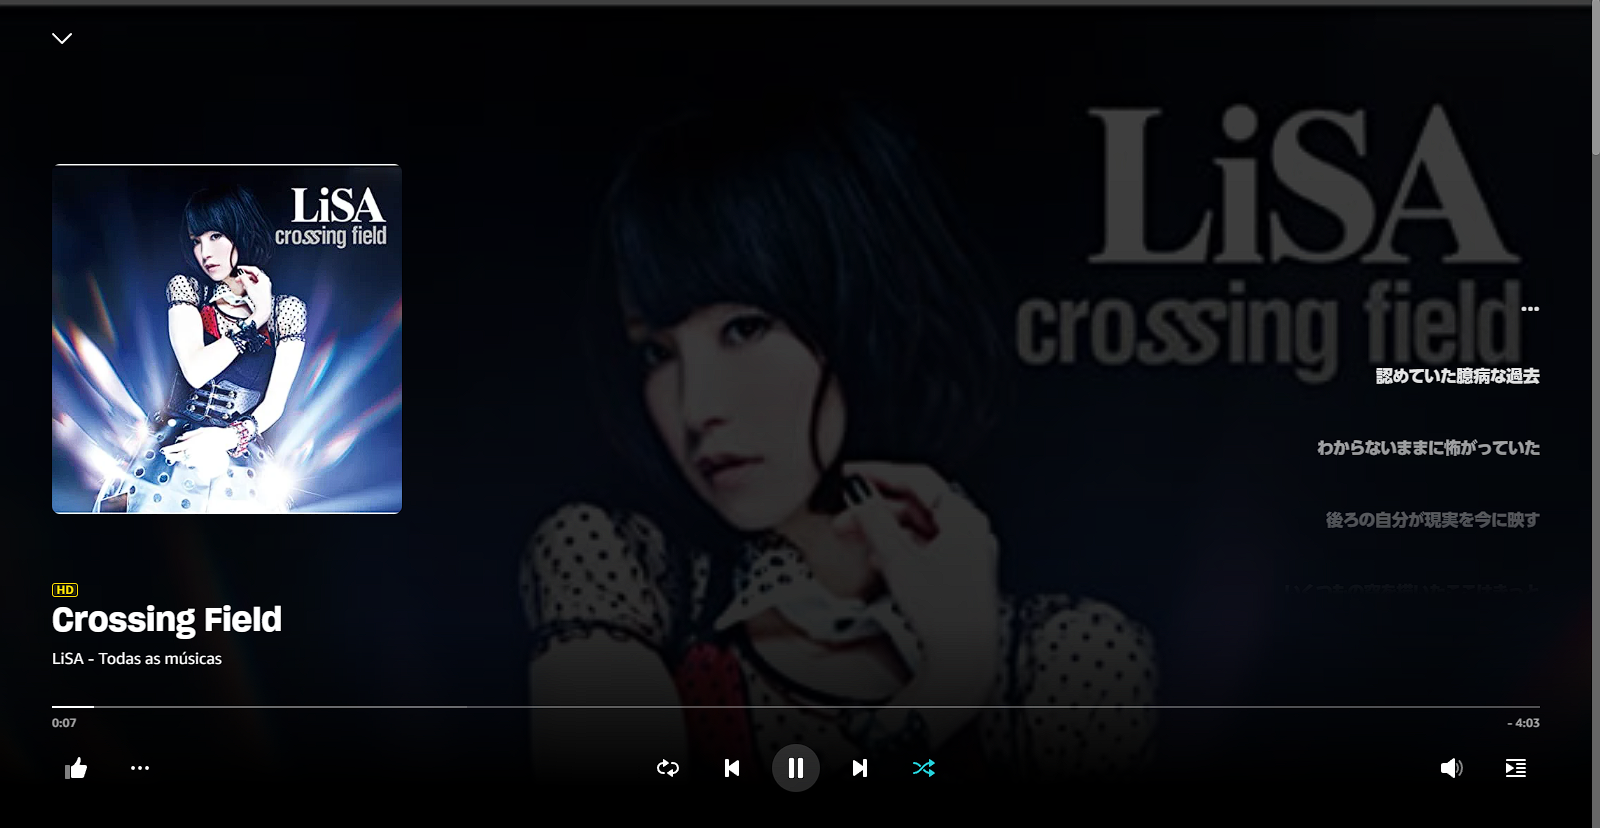 LiSA
crossing field
LiSA
crossing field
認めていた臆病な過去
わからないままに怖がっていた
後ろの自分が現実を今に映す
HD
Crossing Field
LiSA - Todas as músicas
0:07
- 4:03